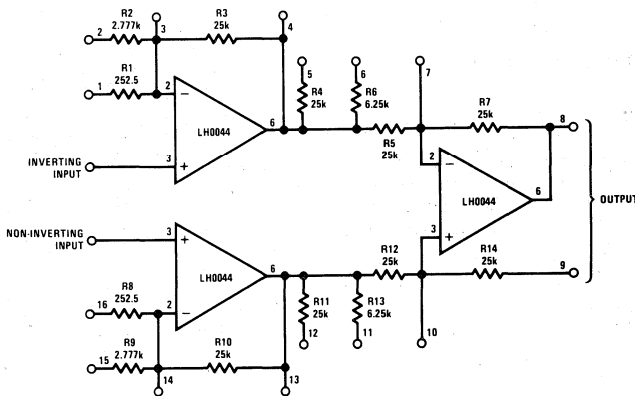 R2
2.777k
R3
25k
2
3
4
R1
252.5
1
2
−
LH0044
6
3
+
INVERTING
INPUT
5
R4
25k
6
R6
6.25k
7
R5
25k
R7
25k
8
2
−
LH0044
6
3
+
OUTPUT
NON-INVERTING
INPUT
3
+
LH0044
6
2
−
R8
252.5
16
R9
2.777k
15
14
R10
25k
13
R11
25k
12
R13
6.25k
11
R12
25k
10
R14
25k
9